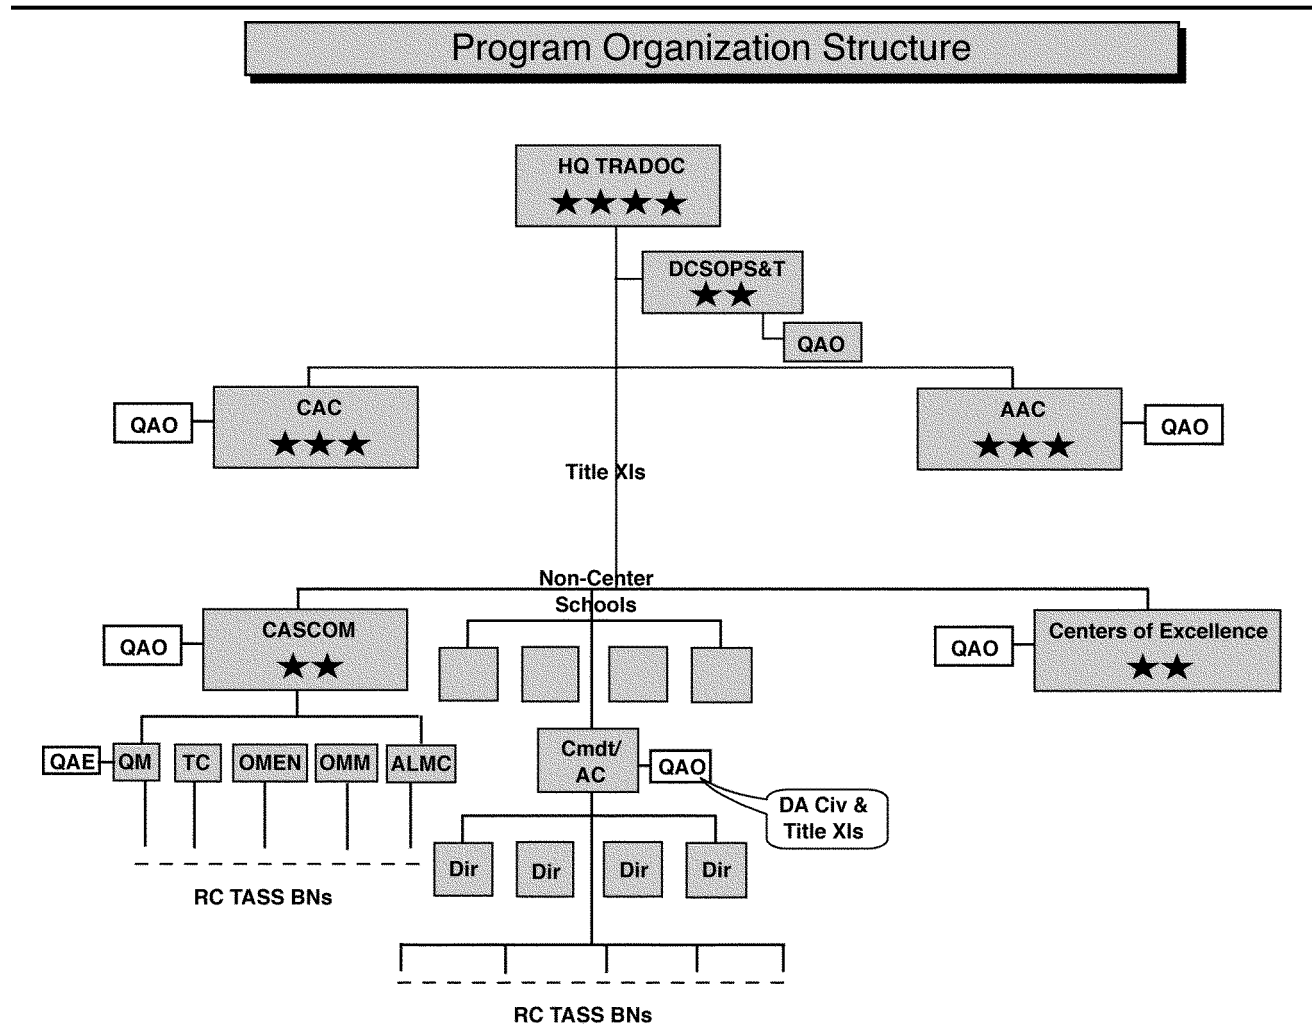 Program Organization Structure
HQ TRADOC
DCSOPS&T
QAO
CAC
QAO
AAC
QAO
Title XIs
Non-Center
Schools
QAO
CASCOM
QAO
Centers of Excellence
QAE
QM
TC
OMEN
OMM
ALMC
Cmdt/
AC
QAO
DA Civ &
Title XIs
Dir
Dir
Dir
Dir
RC TASS BNs
RC TASS BNs